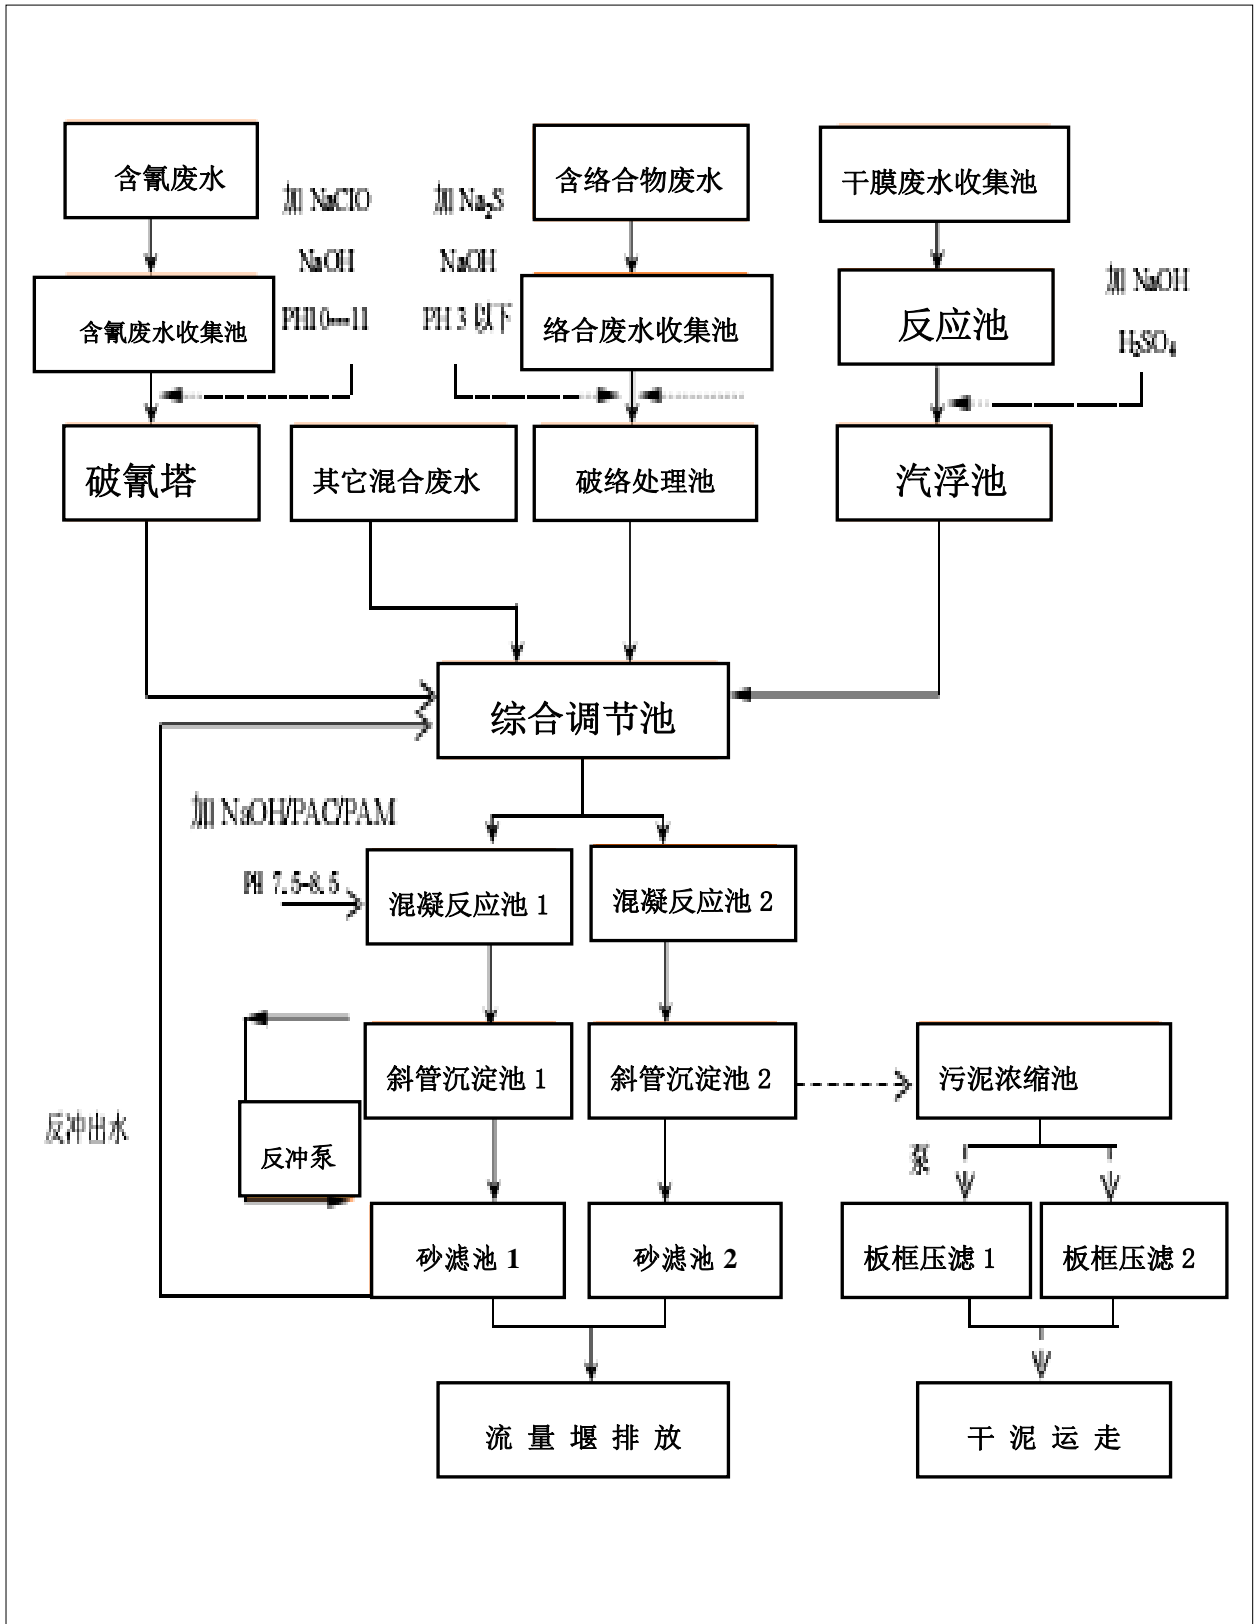 含氰废水
含络合物废水
干膜废水收集池
加 NaClO
NaOH
PH10---11
加 Na₂S
NaOH
PH 3 以下
含氰废水收集池
络合废水收集池
反应池
加 NaOH
H₂SO₄
破氰塔
其它混合废水
破络处理池
汽浮池
综合调节池
加 NaOH/PAC/PAM
PH 7.5-8.5
混凝反应池 1
混凝反应池 2
斜管沉淀池 1
斜管沉淀池 2
污泥浓缩池
反冲出水
反冲泵
泵
砂滤池 1
砂滤池 2
板框压滤 1
板框压滤 2
流 量 堰 排 放
干 泥 运 走